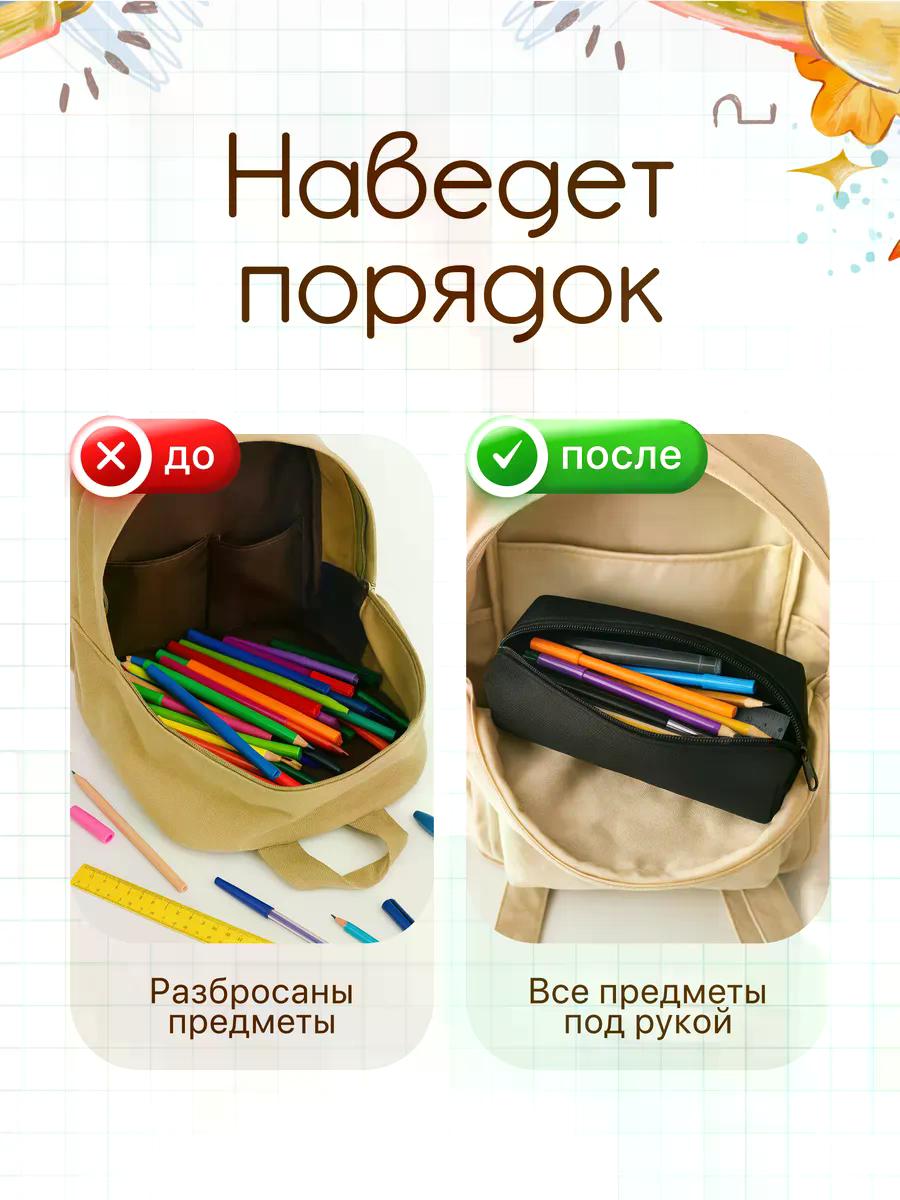 Наведет
порядок
до
после
Разбросаны
предметы
Все предметы
под рукой